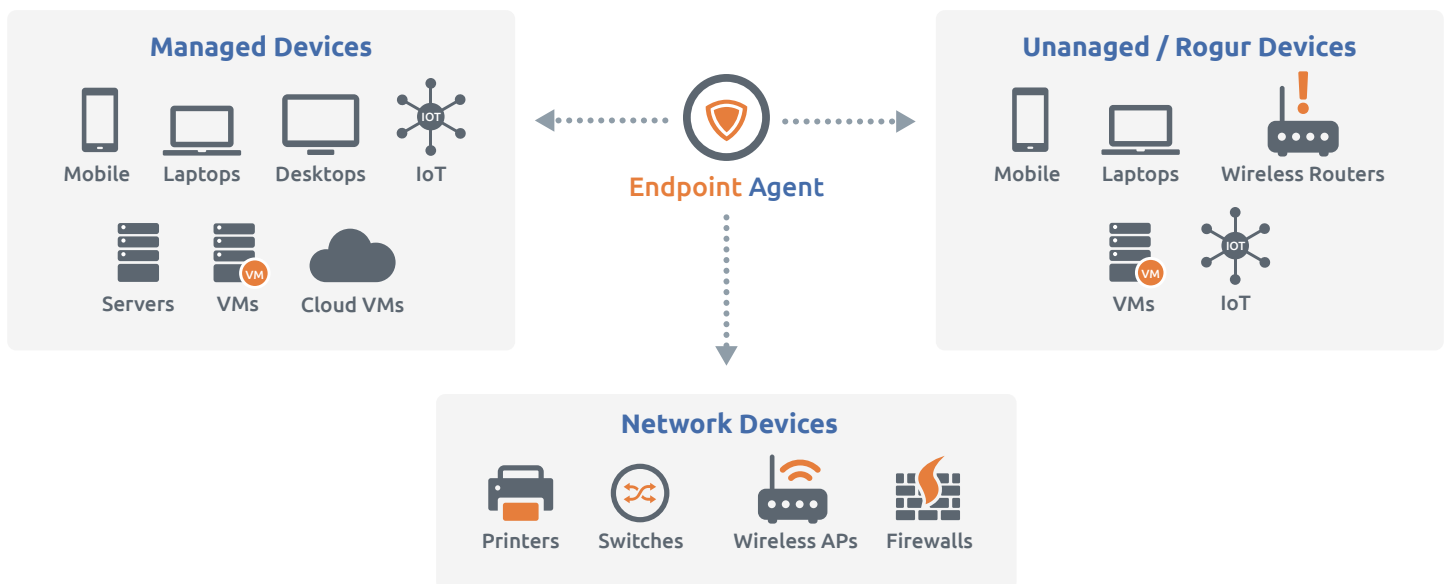 Managed Devices
IOT
Mobile
Laptops
Desktops
IoT
VM
Servers
VMs
Cloud VMs
Endpoint Agent
Unanaged / Rogur Devices
Mobile
Laptops
Wireless Routers
VM
IOT
VMs
IoT
Network Devices
Printers
Switches
Wireless APs
Firewalls